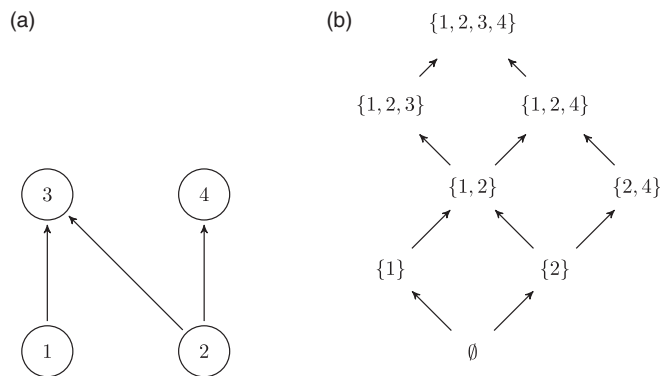 (a)
3 4
1 2
(b)
{1, 2, 3, 4}
{1, 2, 3} {1, 2, 4}
{1, 2} {2, 4}
{1} {2}
∅